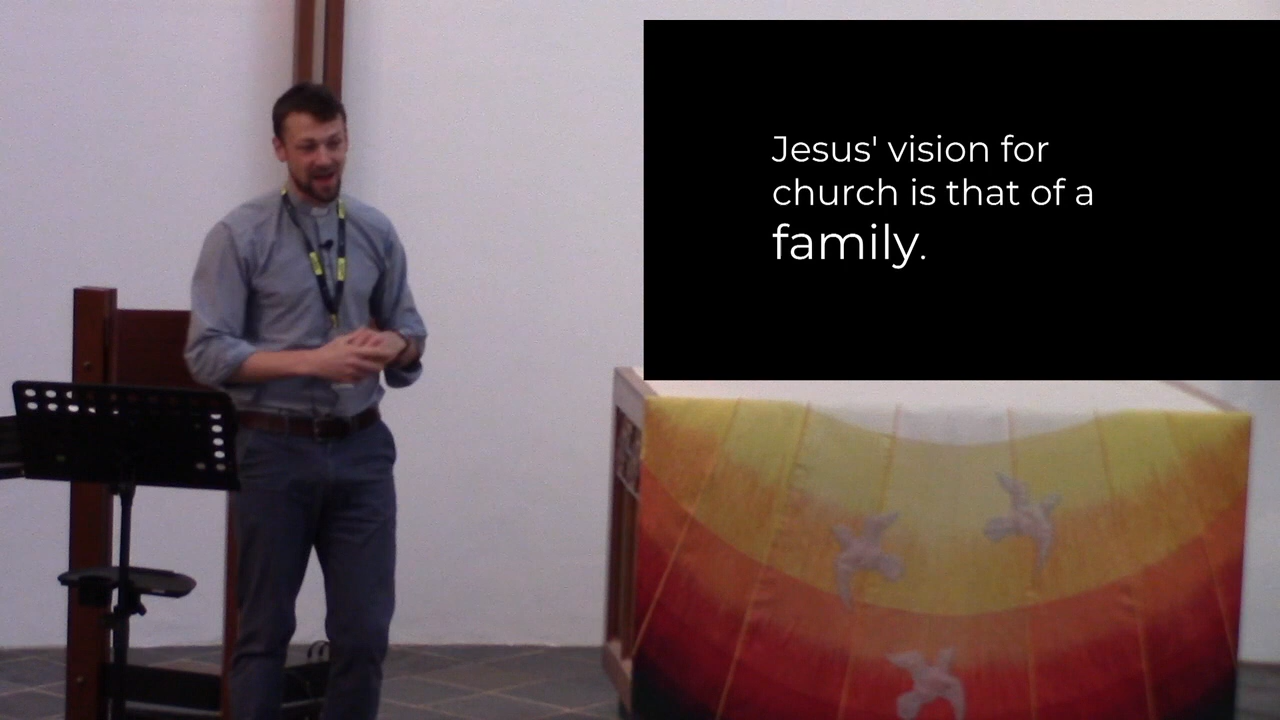 Jesus' vision for
church is that of a
family.